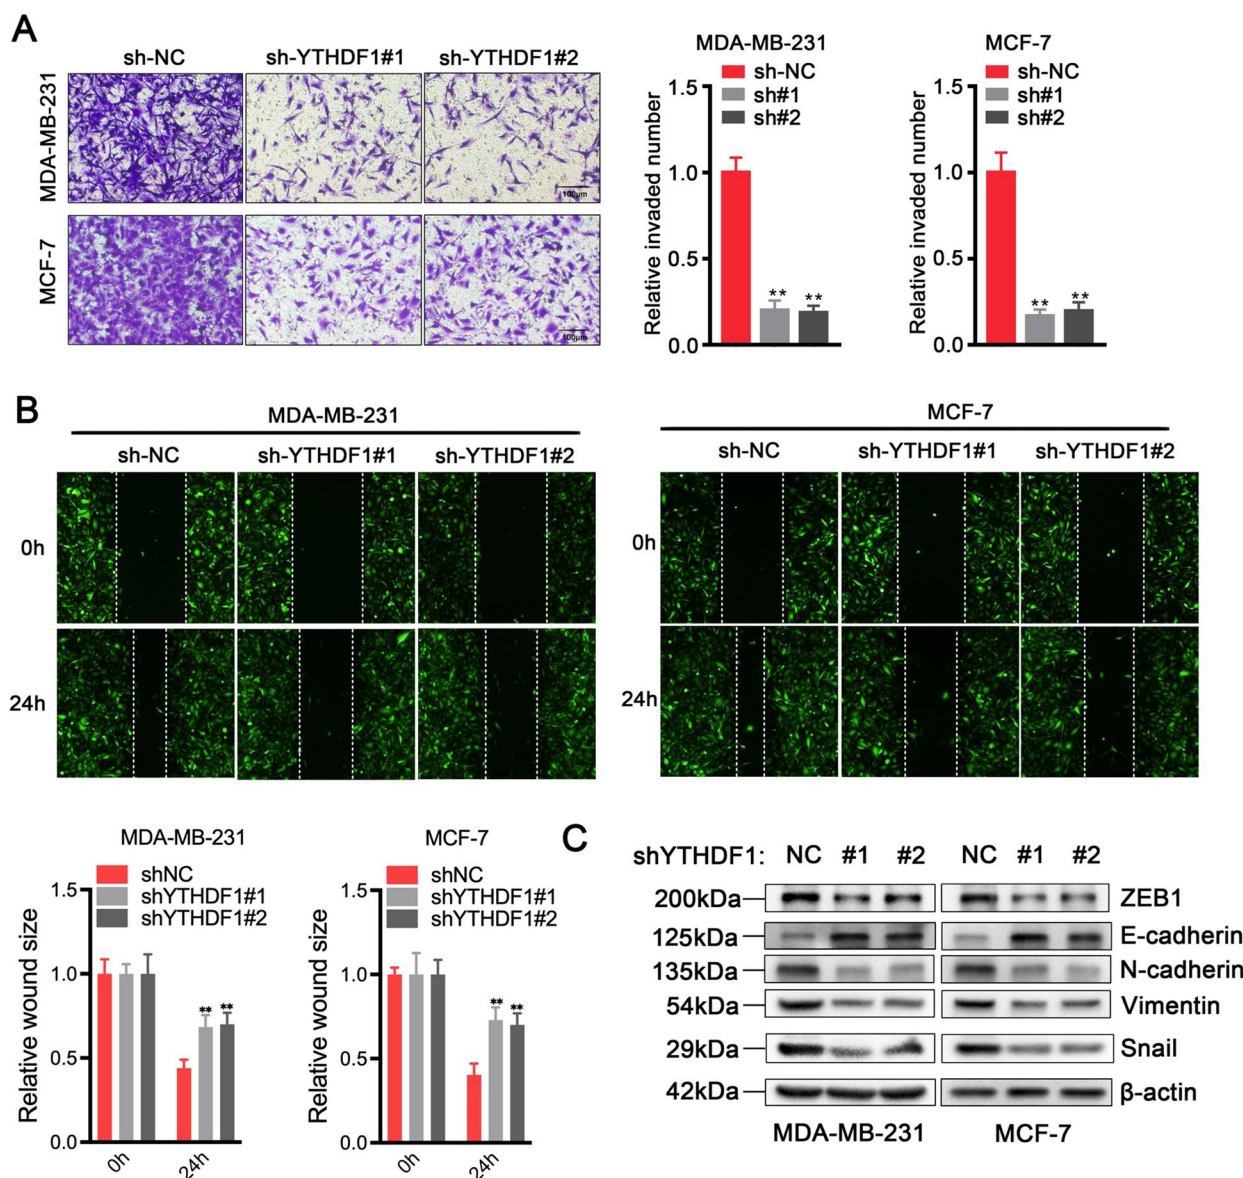 A
sh-NC sh-YTHDF1#1 sh-YTHDF1#2
MDA-MB-231
100μm
MCF-7
100μm
MDA-MB-231
sh-NC
sh#1
sh#2
Relative invaded number
1.5
1.0
0.5
0.0
** **
MCF-7
sh-NC
sh#1
sh#2
Relative invaded number
1.5
1.0
0.5
0.0
** **
B
MDA-MB-231
sh-NC sh-YTHDF1#1 sh-YTHDF1#2
0h
24h
MCF-7
sh-NC sh-YTHDF1#1 sh-YTHDF1#2
0h
24h
MDA-MB-231
shNC
shYTHDF1#1
shYTHDF1#2
Relative wound size
1.5
1.0
0.5
0.0
** **
0h 24h
MCF-7
shNC
shYTHDF1#1
shYTHDF1#2
Relative wound size
1.5
1.0
0.5
0.0
** **
0h 24h
C
shYTHDF1: NC #1 #2 NC #1 #2
200kDa ZEB1
125kDa E-cadherin
135kDa N-cadherin
54kDa Vimentin
29kDa Snail
42kDa β-actin
MDA-MB-231 MCF-7